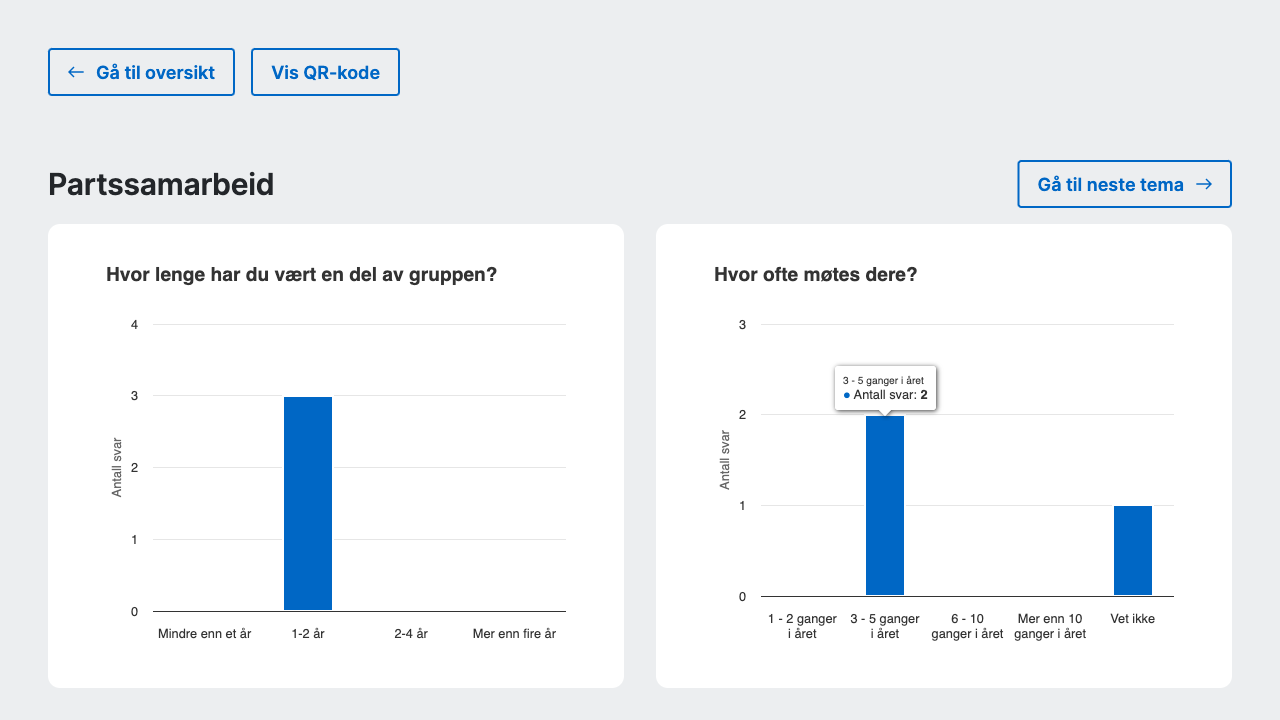 Gå til oversikt
Vis QR-kode
Partssamarbeid
Gå til neste tema
Hvor lenge har du vært en del av gruppen?
4
3
2
1
0
Antall svar
Mindre enn et år
1-2 år
2-4 år
Mer enn fire år
Hvor ofte møtes dere?
3
2
1
0
Antall svar
3 - 5 ganger i året
Antall svar: 2
1 - 2 ganger
i året
3 - 5 ganger
i året
6 - 10
ganger i året
Mer enn 10
ganger i året
Vet ikke